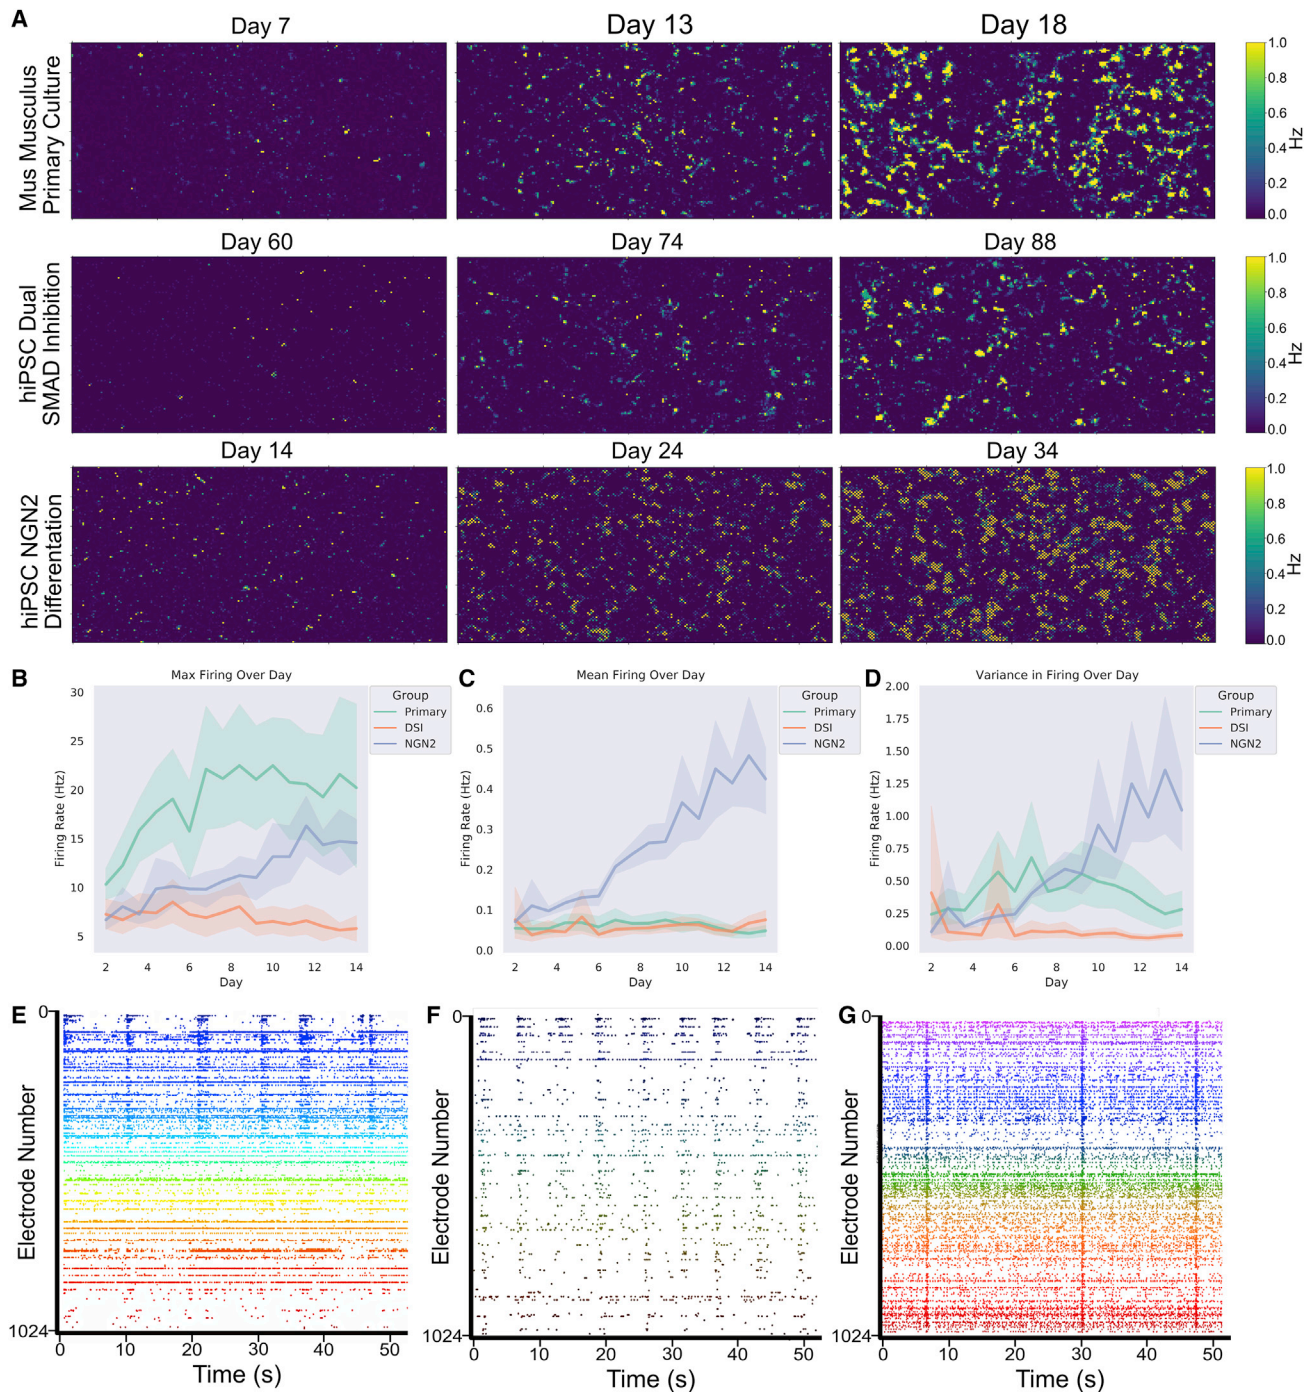 A
Day 7
Day 13
Day 18
Mus Musculus
Primary Culture
1.0
0.8
0.6
0.4
0.2
0.0
Hz
Day 60
Day 74
Day 88
hiPSC Dual
SMAD Inhibition
1.0
0.8
0.6
0.4
0.2
0.0
Hz
Day 14
Day 24
Day 34
hiPSC NGN2
Differentation
1.0
0.8
0.6
0.4
0.2
0.0
Hz
B
Max Firing Over Day
Group
Primary
DSI
NGN2
Firing Rate (Htz)
30
25
20
15
10
5
2 4 6 8 10 12 14
Day
C
Mean Firing Over Day
Group
Primary
DSI
NGN2
Firing Rate (Htz)
0.6
0.5
0.4
0.3
0.2
0.1
0.0
2 4 6 8 10 12 14
Day
D
Variance in Firing Over Day
Group
Primary
DSI
NGN2
Firing Rate (Htz)
2.00
1.75
1.50
1.25
1.00
0.75
0.50
0.25
0.00
2 4 6 8 10 12 14
Day
E
0
Electrode Number
1024
0 10 20 30 40 50
Time (s)
F
0
Electrode Number
1024
0 10 20 30 40 50
Time (s)
G
0
Electrode Number
1024
0 10 20 30 40 50
Time (s)